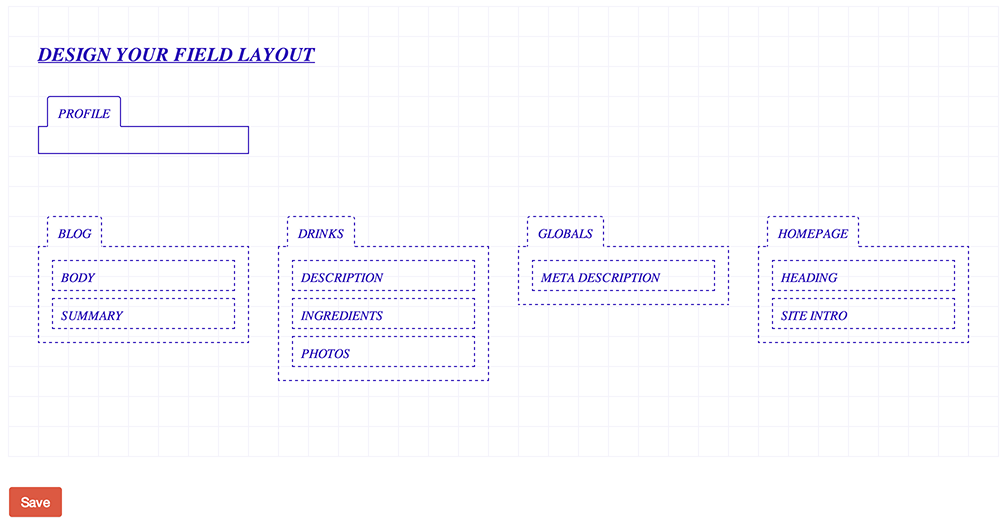 DESIGN YOUR FIELD LAYOUT
PROFILE
BLOG
BODY
SUMMARY
DRINKS
DESCRIPTION
INGREDIENTS
PHOTOS
GLOBALS
META DESCRIPTION
HOMEPAGE
HEADING
SITE INTRO
Save